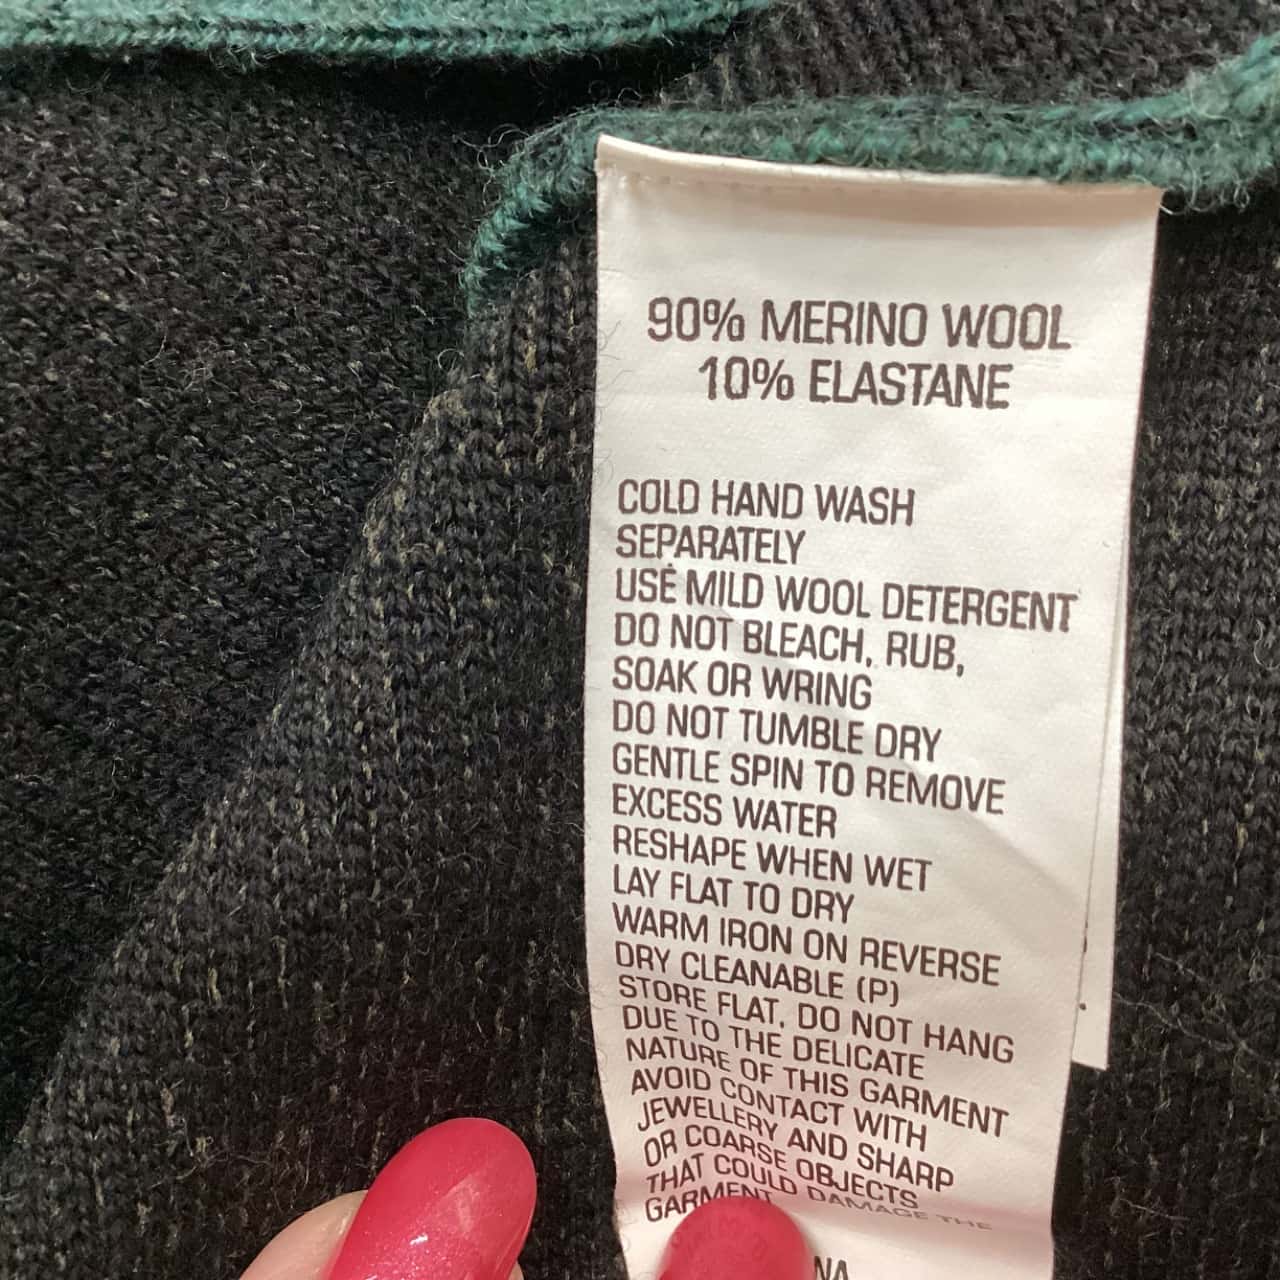 90% MERINO WOOL
10% ELASTANE
COLD HAND WASH
SEPARATELY
USE MILD WOOL DETERGENT
DO NOT BLEACH, RUB,
SOAK OR WRING
DO NOT TUMBLE DRY
GENTLE SPIN TO REMOVE
EXCESS WATER
RESHAPE WHEN WET
LAY FLAT TO DRY
WARM IRON ON REVERSE
DRY CLEANABLE (P)
STORE FLAT, DO NOT HANG
DUE TO THE DELICATE
NATURE OF THIS GARMENT
AVOID CONTACT WITH
JEWELLERY AND SHARP
OR COARSE OBJECTS
THAT COULD DAMAGE THE
GARMENT